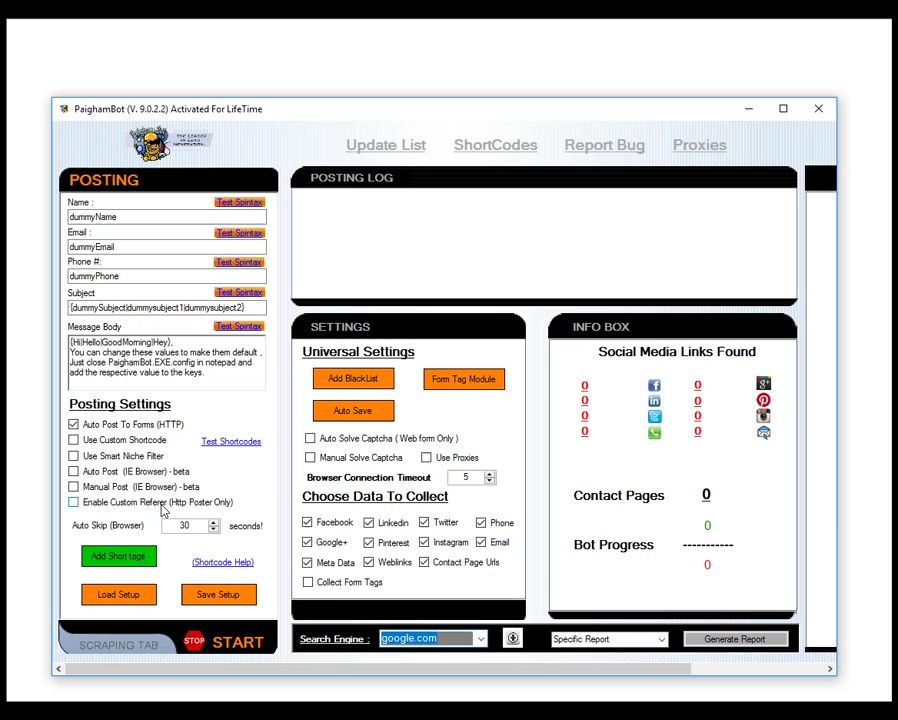 PaighamBot (V. 9.0.2.2) Activated For LifeTime
THE LEADER
IN LEAD
GENERATION.
Update List
ShortCodes
Report Bug
Proxies
POSTING
Name :
Test Spintax
dummyName
Email :
Test Spintax
dummyEmail
Phone #:
Test Spintax
dummyPhone
Subject
Test Spintax
{dummySubject|dummysubject1|dummysubject2}
Message Body
Test Spintax
{Hi|Hello|GoodMorning|Hey},
You can change these values to make them default ,
Just close PaighamBot.EXE.config in notepad and
add the respective value to the keys.
Posting Settings
Auto Post To Forms (HTTP)
Use Custom Shortcode
Test Shortcodes
Use Smart Niche Filter
Auto Post (IE Browser) - beta
Manual Post (IE Browser) - beta
Enable Custom Referer (Http Poster Only)
Auto Skip (Browser)
30
seconds!
Add Short tags
(Shortcode Help)
Load Setup
Save Setup
SCRAPING TAB
STOP
START
POSTING LOG
SETTINGS
Universal Settings
Add BlackList
Form Tag Module
Auto Save
Auto Solve Captcha ( Web form Only )
Manual Solve Captcha
Use Proxies
Browser Connection Timeout
5
Choose Data To Collect
Facebook
Linkedin
Twitter
Phone
Google+
Pinterest
Instagram
Email
Meta Data
Weblinks
Contact Page Urls
Collect Form Tags
INFO BOX
Social Media Links Found
0
0
0
0
0
0
0
0
Contact Pages
0
0
Bot Progress
-----------
0
Search Engine :
google.com
Specific Report
Generate Report